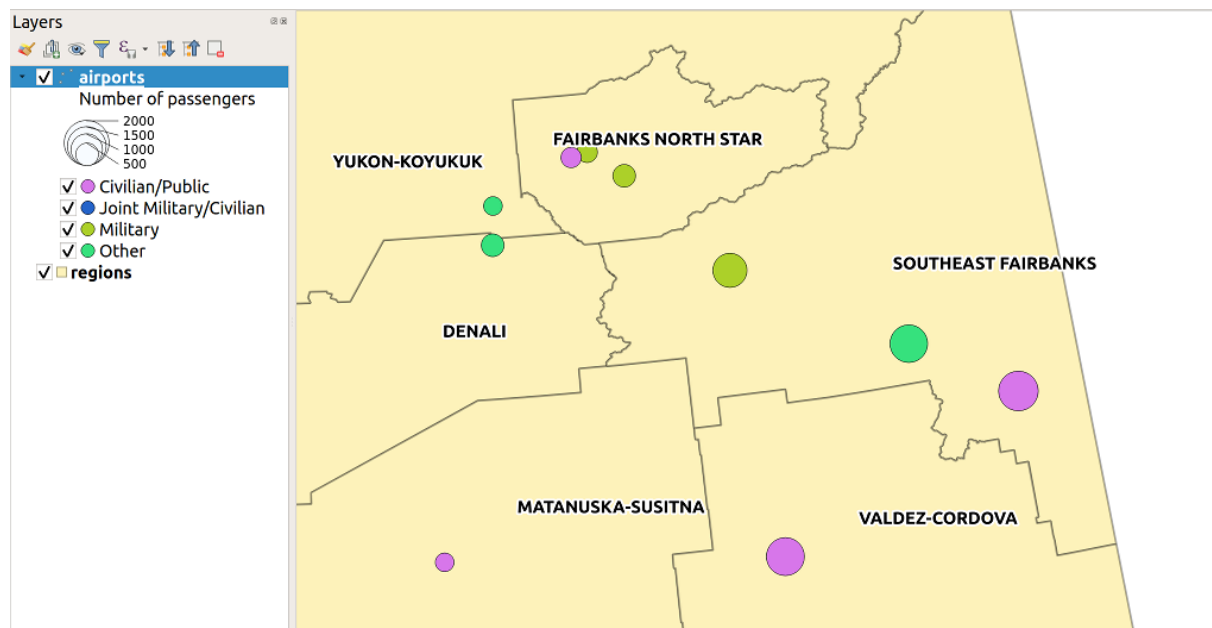 Layers
airports
Number of passengers
2000
1500
1000
500
Civilian/Public
Joint Military/Civilian
Military
Other
regions
FAIRBANKS NORTH STAR
YUKON-KOYUKUK
SOUTHEAST FAIRBANKS
DENALI
MATANUSKA-SUSITNA
VALDEZ-CORDOVA